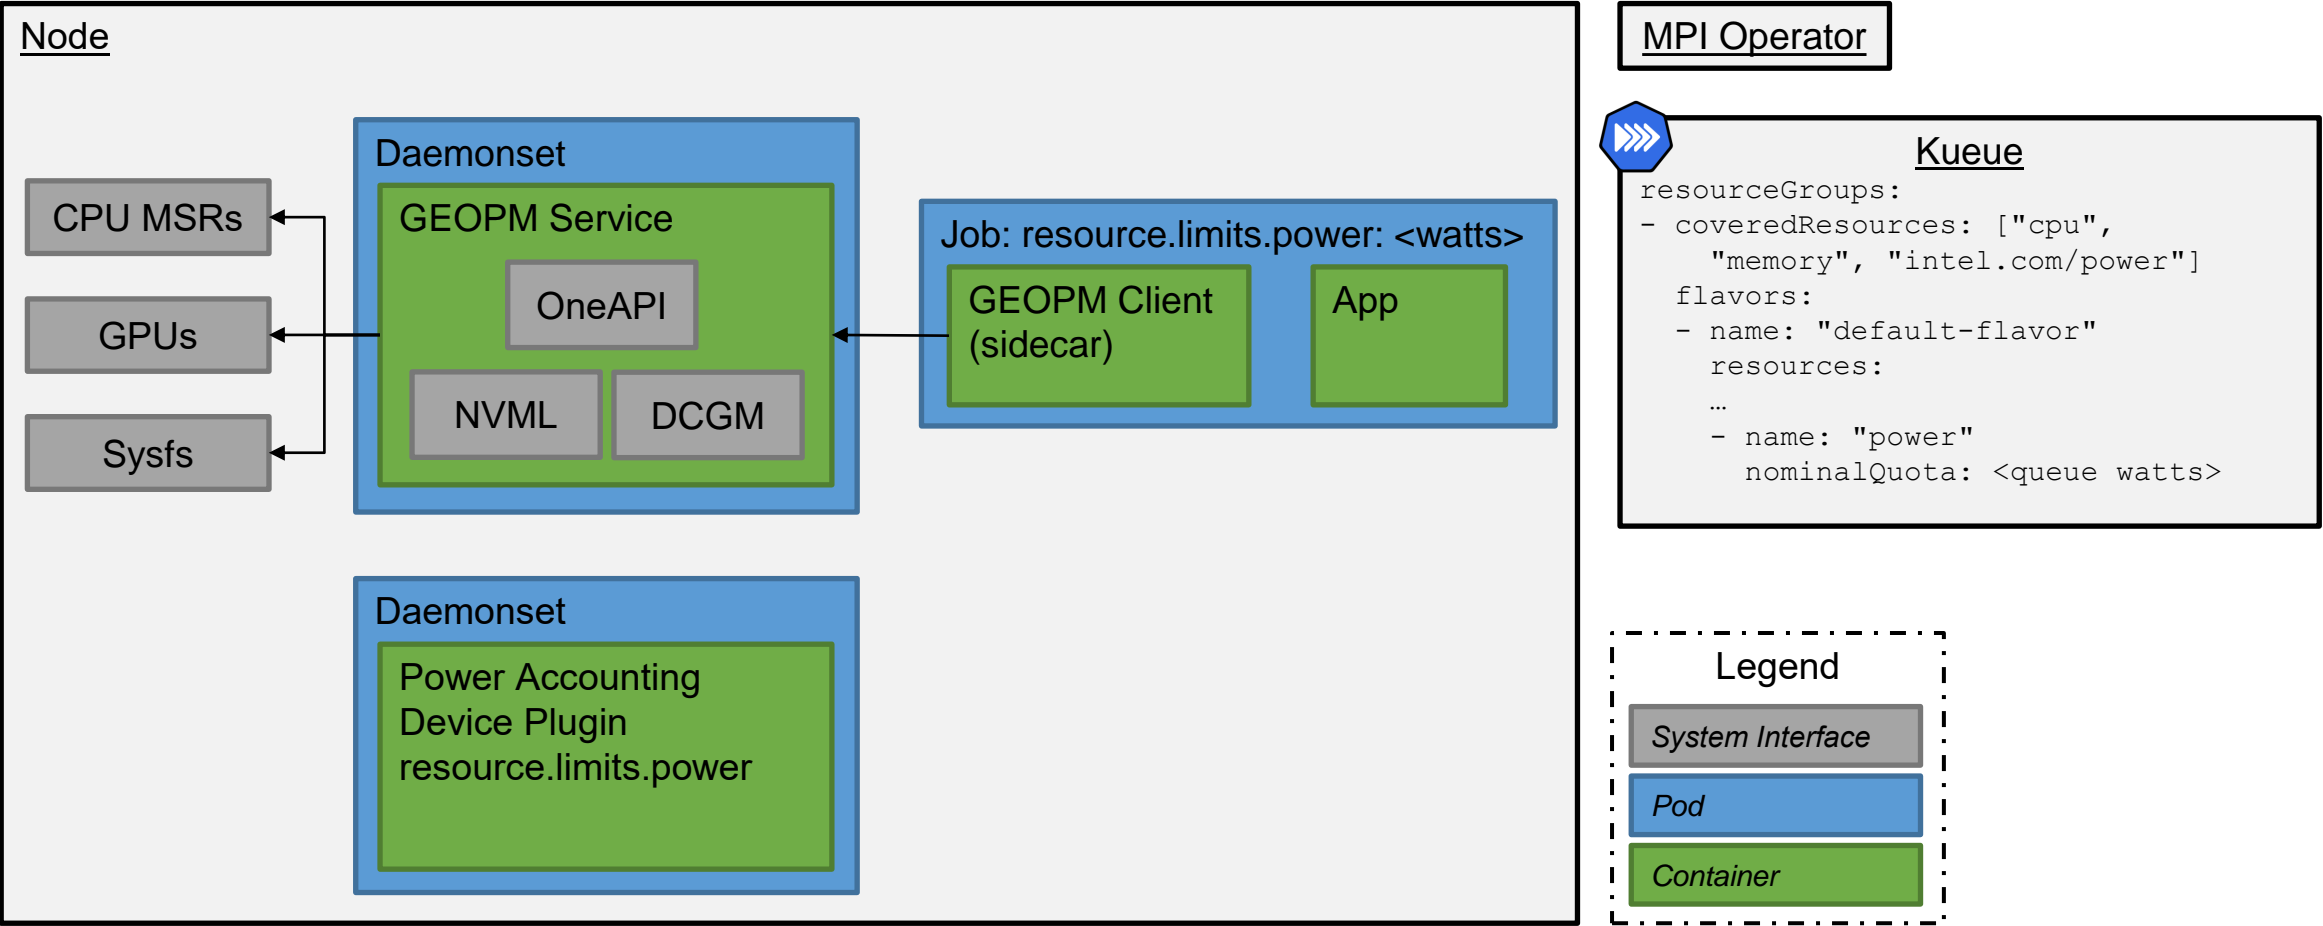 Node
Daemonset
GEOPM Service
OneAPI
NVML
DCGM
CPU MSRs
GPUs
Sysfs
Job: resource.limits.power: <watts>
GEOPM Client
(sidecar)
App
Daemonset
Power Accounting
Device Plugin
resource.limits.power
MPI Operator
Kueue
resourceGroups:
- coveredResources: ["cpu",
"memory", "intel.com/power"]
flavors:
- name: "default-flavor"
resources:
…
- name: "power"
nominalQuota: <queue watts>
Legend
System Interface
Pod
Container